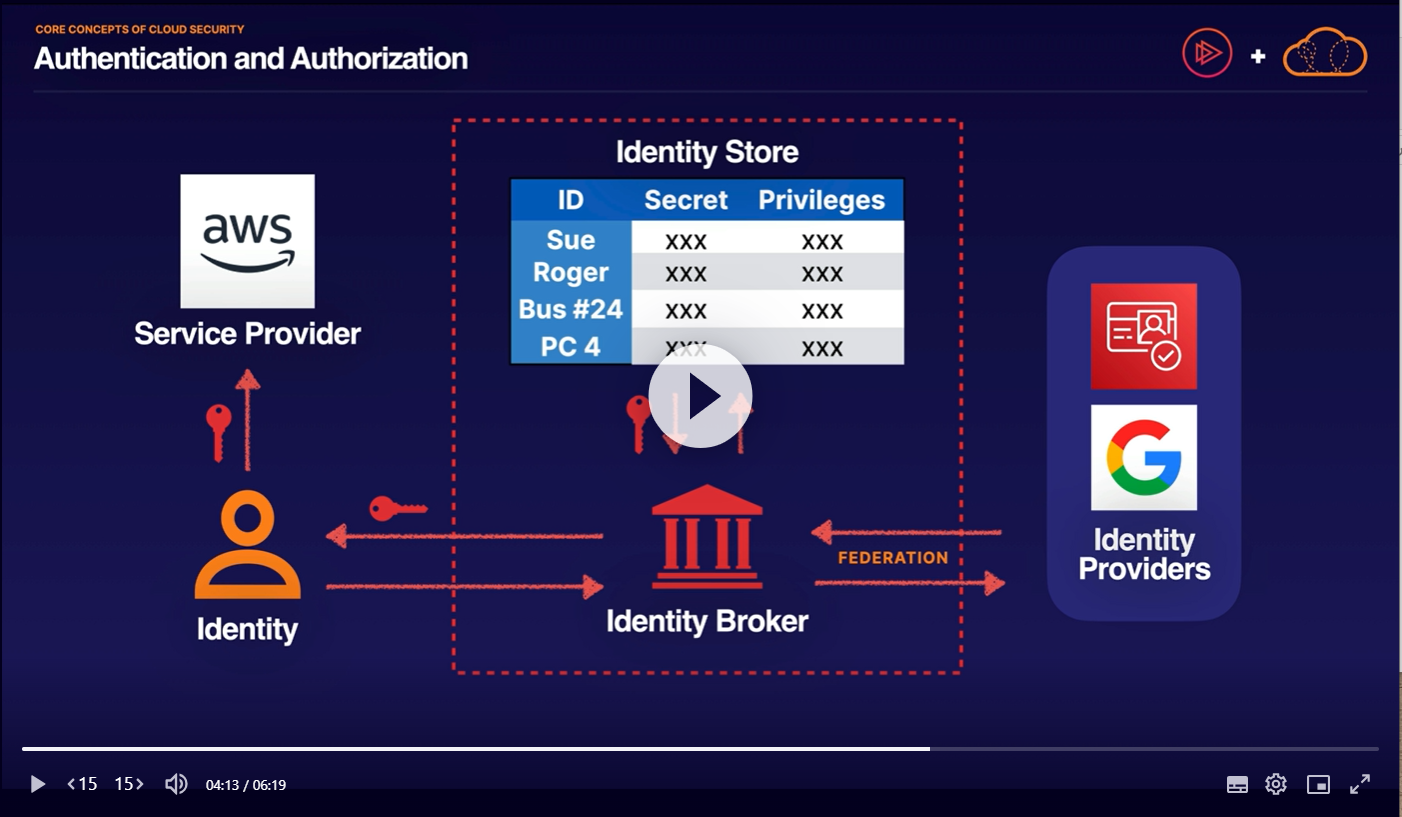 CORE CONCEPTS OF CLOUD SECURITY
Authentication and Authorization
Identity Store
ID Secret Privileges
Sue XXX XXX
Roger XXX XXX
Bus #24 XXX XXX
PC 4 XXX XXX
aws
Service Provider
Identity
Identity Broker
FEDERATION
G
Identity
Providers
15 15
04:13 / 06:19